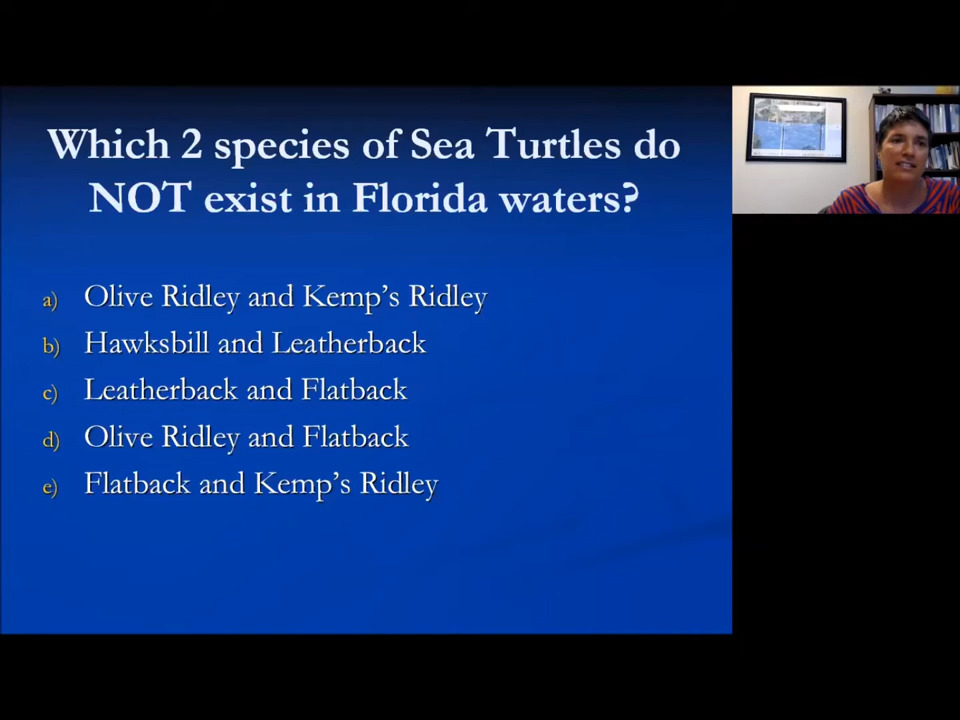 Which 2 species of Sea Turtles do
NOT exist in Florida waters?
a) Olive Ridley and Kemp's Ridley
b) Hawksbill and Leatherback
c) Leatherback and Flatback
d) Olive Ridley and Flatback
e) Flatback and Kemp's Ridley